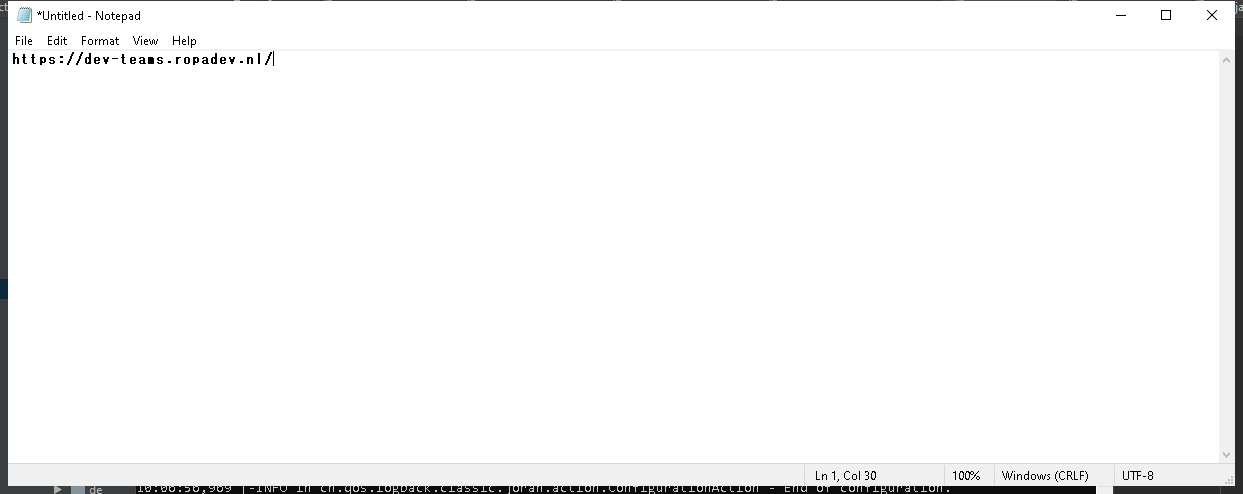 *Untitled - Notepad
File Edit Format View Help
https://dev-teams.ropadev.nl/
Ln 1, Col 30 100% Windows (CRLF) UTF-8
de 10:06:56,969 |-INFO in ch.qos.logback.classic.joran.action.ConfigurationAction - End of configuration.